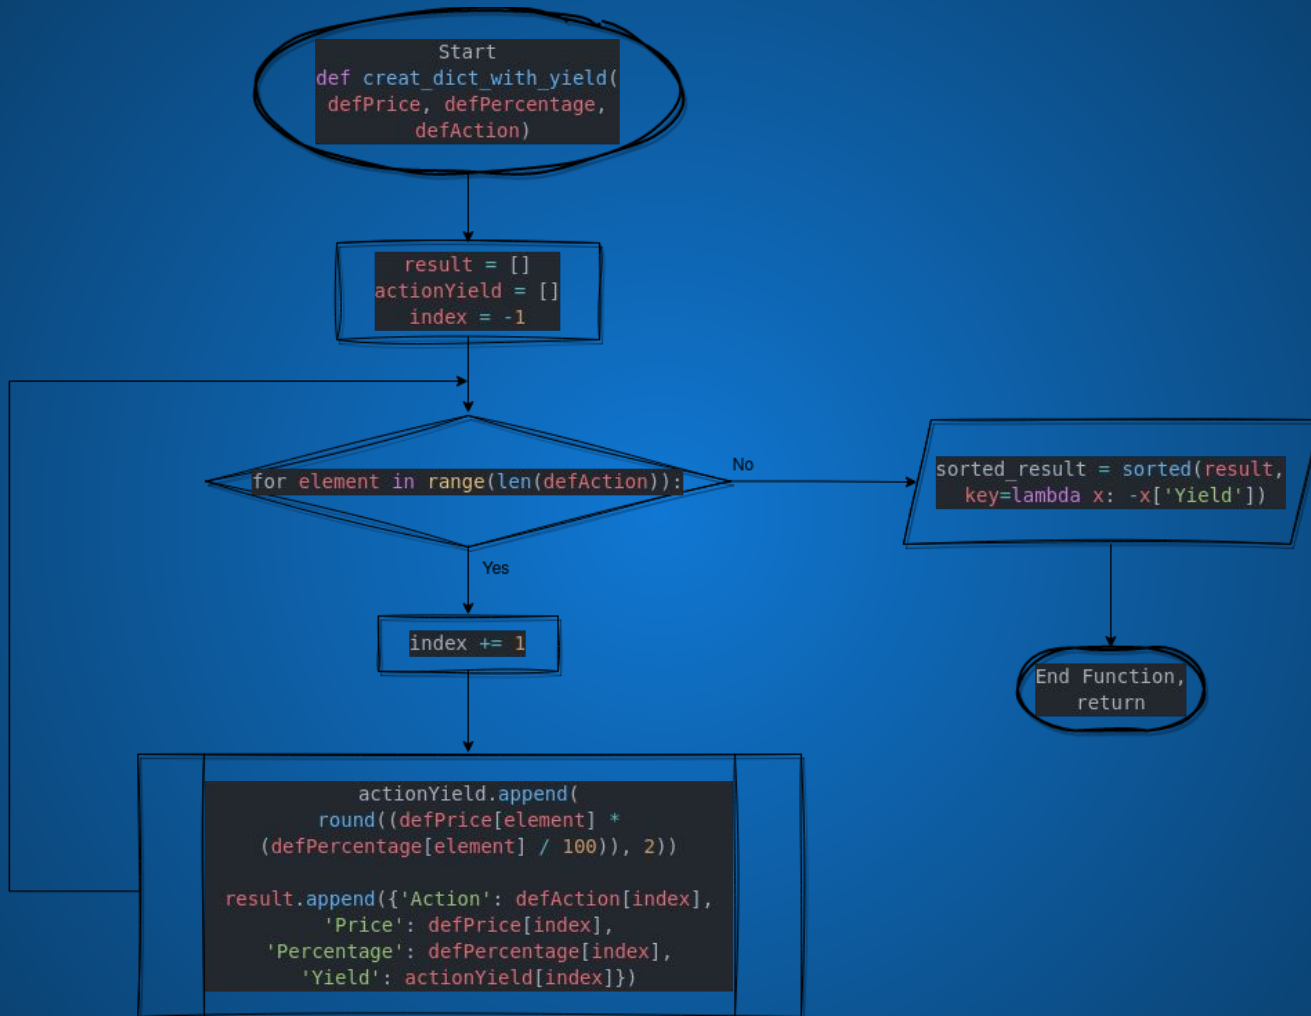 Start
def creat_dict_with_yield(
defPrice, defPercentage,
defAction)
result = []
actionYield = []
index = -1
for element in range(len(defAction)):
No
sorted_result = sorted(result,
key=lambda x: -x['Yield'])
Yes
index += 1
End Function,
return
actionYield.append(
round((defPrice[element] *
(defPercentage[element] / 100)), 2))
result.append({'Action': defAction[index],
'Price': defPrice[index],
'Percentage': defPercentage[index],
'Yield': actionYield[index]})